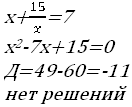 x+15/x=7
x²-7x+15=0
Д=49-60=-11
нет решений